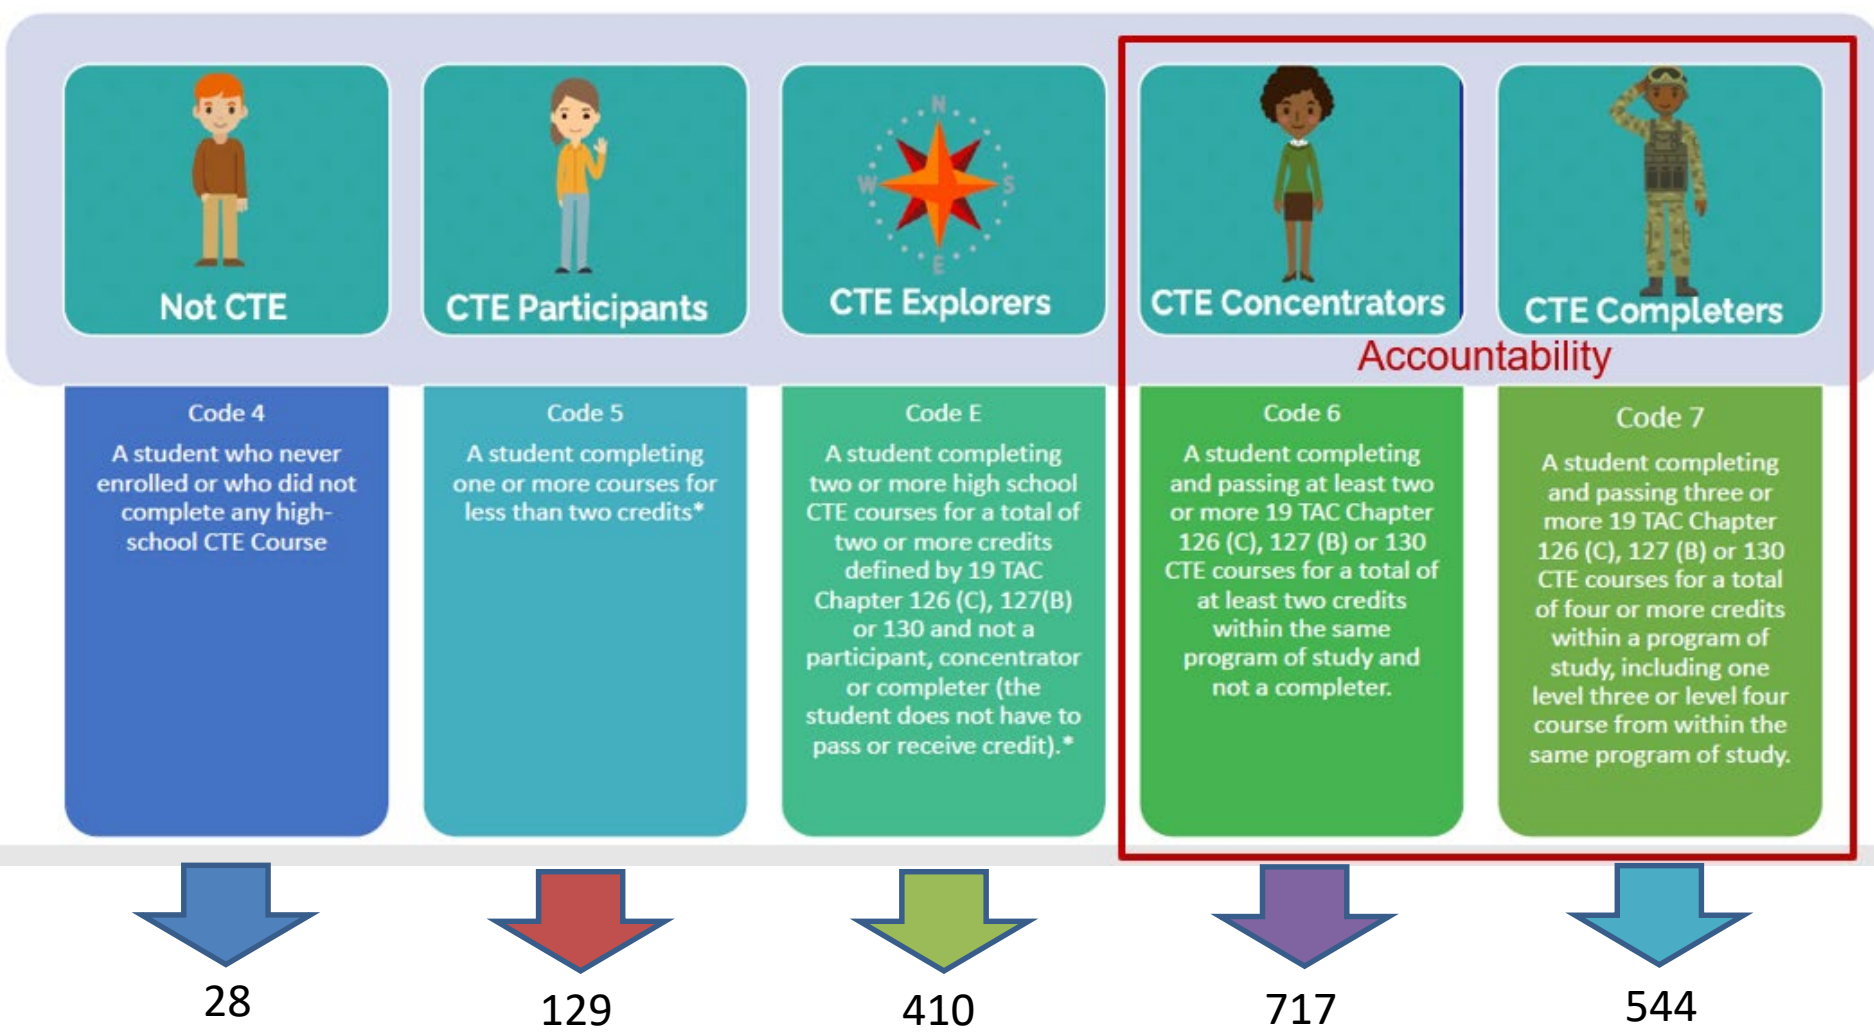 Not CTE
CTE Participants
N
W
S
E
CTE Explorers
CTE Concentrators
CTE Completers
Accountability
Code 4
A student who never
enrolled or who did not
complete any high-
school CTE Course
Code 5
A student completing
one or more courses for
less than two credits*
Code E
A student completing
two or more high school
CTE courses for a total of
two or more credits
defined by 19 TAC
Chapter 126 (C), 127(B)
or 130 and not a
participant, concentrator
or completer (the
student does not have to
pass or receive credit).*
Code 6
A student completing
and passing at least two
or more 19 TAC Chapter
126 (C), 127 (B) or 130
CTE courses for a total of
at least two credits
within the same
program of study and
not a completer.
Code 7
A student completing
and passing three or
more 19 TAC Chapter
126 (C), 127 (B) or 130
CTE courses for a total
of four or more credits
within a program of
study, including one
level three or level four
course from within the
same program of study.
28
129
410
717
544